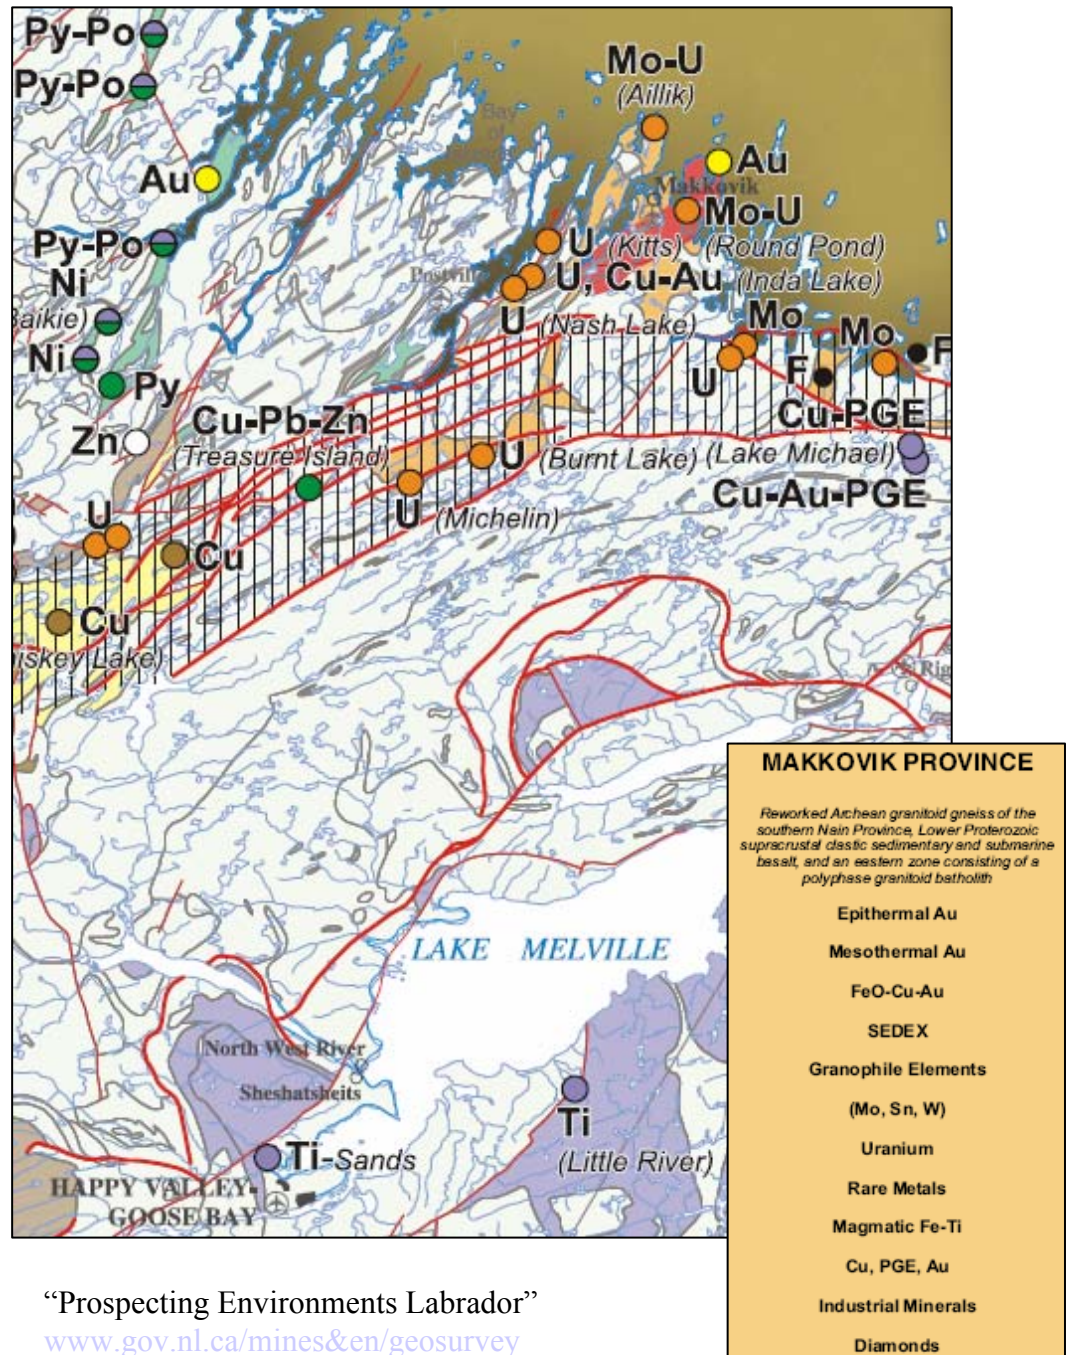 Py-Po
Py-Po
Mo-U
(Aillik)
Au
Au
Makkovik
Mo-U
(Round Pond)
Py-Po
U (Kitts)
Ni
Postville
U, Cu-Au (Inda Lake)
Baikie)
U (Nash Lake)
Mo
Mo
F
Ni
Py
U
F
Cu-Pb-Zn
(Treasure Island)
Cu-PGE
Zn
U (Burnt Lake)
(Lake Michael)
Cu-Au-PGE
U
U (Michelin)
Cu
Cu
iskey Lake)
Rig
LAKE MELVILLE
North West River
Sheshatsheits
Ti
(Little River)
Ti-Sands
HAPPY VALLEY-
GOOSE BAY
MAKKOVIK PROVINCE
Reworked Archean granitoid gneiss of the
southern Nain Province, Lower Proterozoic
supracrustal clastic sedimentary and submarine
basalt, and an eastern zone consisting of a
polyphase granitoid batholith
Epithermal Au
Mesothermal Au
FeO-Cu-Au
SEDEX
Granophile Elements
(Mo, Sn, W)
Uranium
Rare Metals
Magmatic Fe-Ti
Cu, PGE, Au
Industrial Minerals
Diamonds
“Prospecting Environments Labrador”
www.gov.nl.ca/mines&en/geosurvey